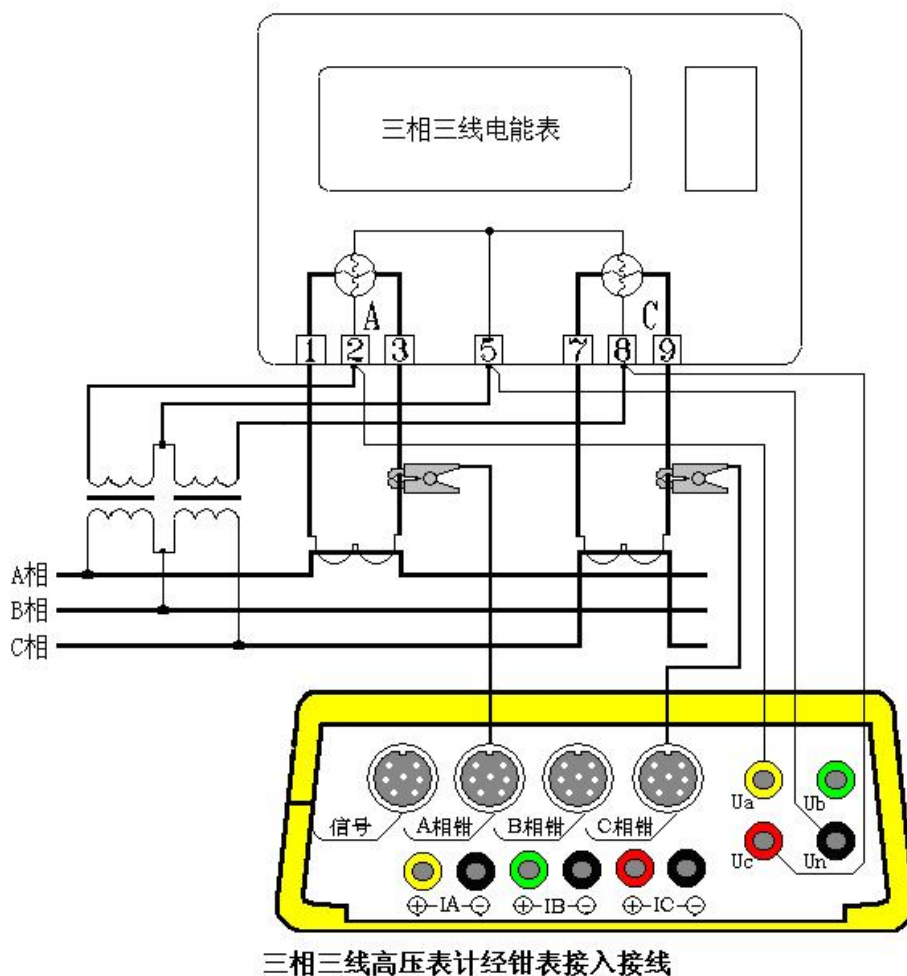 三相三线电能表
A
C
1 2 3 5 7 8 9
A相
B相
C相
Ua Ub
信号 A相钳 B相钳 C相钳
Uc Un
+ IA - + IB - + IC -
三相三线高压表计经钳表接入接线